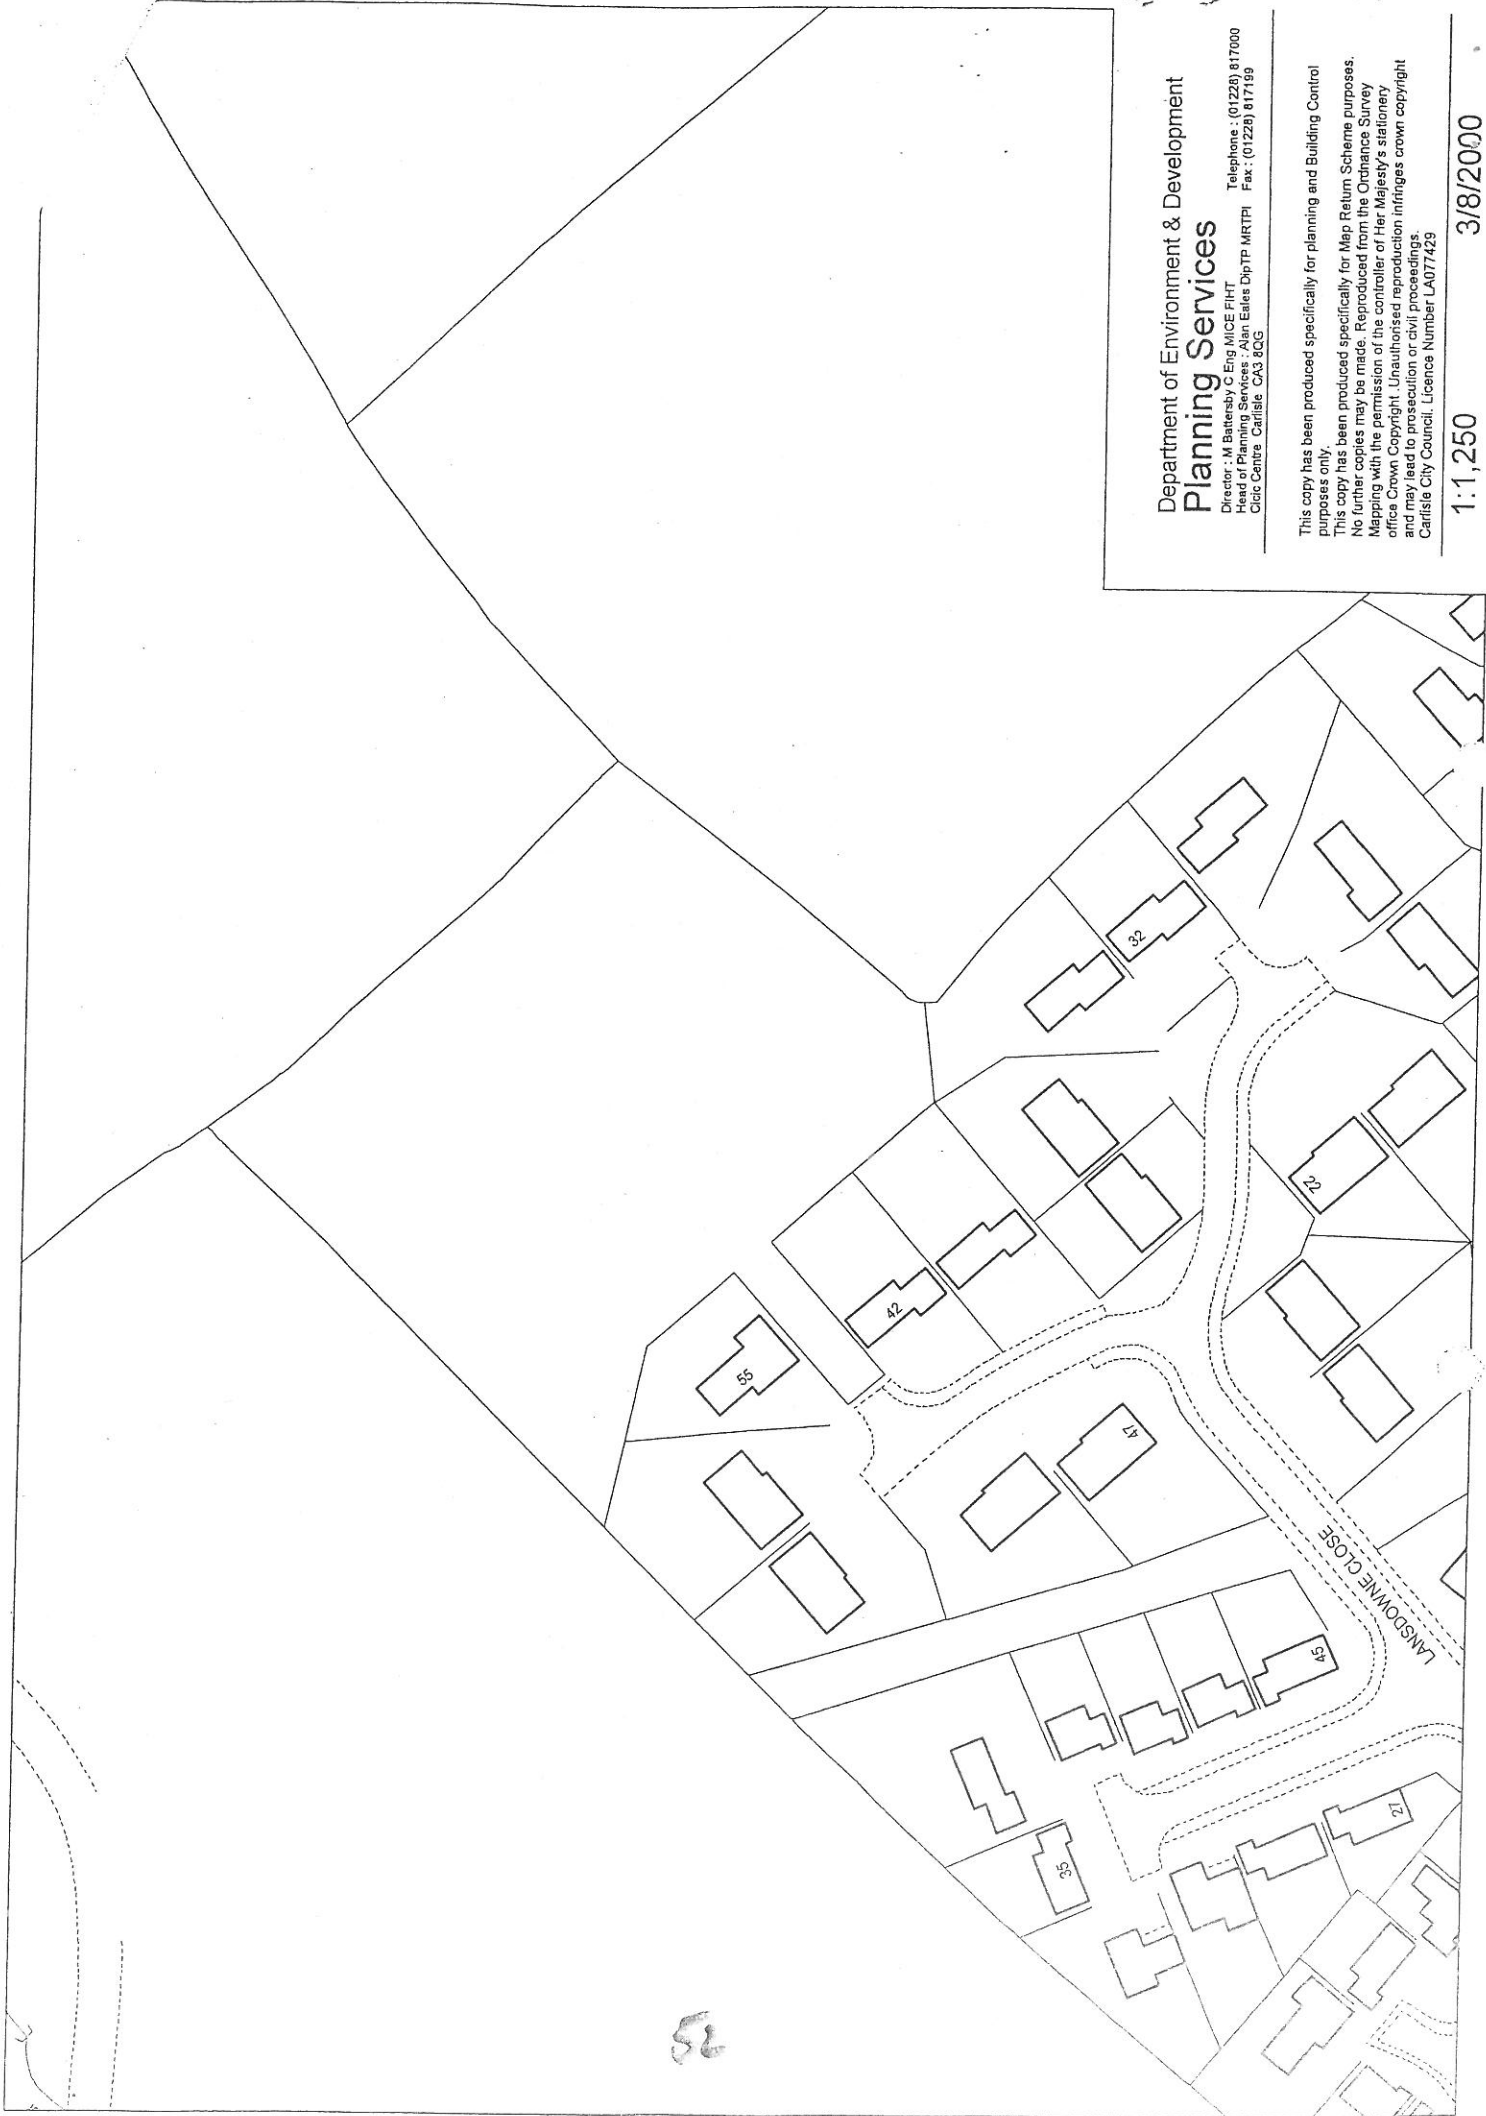 Department of Environment & Development
Planning Services
Director : M Battersby C Eng MICE FIHT
Telephone : (01228) 817000
Head of Planning Services : Alan Eales DipTP MRTPI
Fax : (01228) 817199
Cicic Centre Carlisle CA3 8QG
This copy has been produced specifically for planning and Building Control
purposes only.
This copy has been produced specifically for Map Return Scheme purposes.
No further copies may be made. Reproduced from the Ordnance Survey
Mapping with the permission of the controller of Her Majesty's stationery
office Crown Copyright . Unauthorised reproduction infringes crown copyright
and may lead to prosecution or civil proceedings.
Carlisle City Council. Licence Number LA077429
1:1,250
3/8/2000
32
22
42
55
47
LANSDOWNE CLOSE
45
35
27